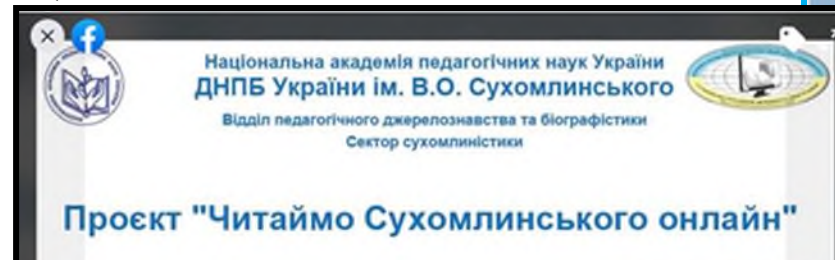 Національна академія педагогічних наук України
ДНПБ України ім. В.О. Сухомлинського
Відділ педагогічного джерелознавства та біографістики
Сектор сухомлиністики
Проєкт "Читаймо Сухомлинського онлайн"